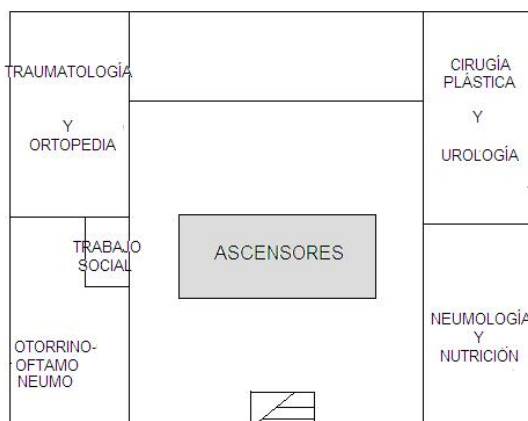 TRAUMATOLOGÍA
Y
ORTOPEDIA
CIRUGÍA
PLÁSTICA
Y
UROLOGÍA
TRABAJO
SOCIAL
ASCENSORES
OTORRINO-
OFTAMO
NEUMO
NEUMOLOGÍA
Y
NUTRICIÓN